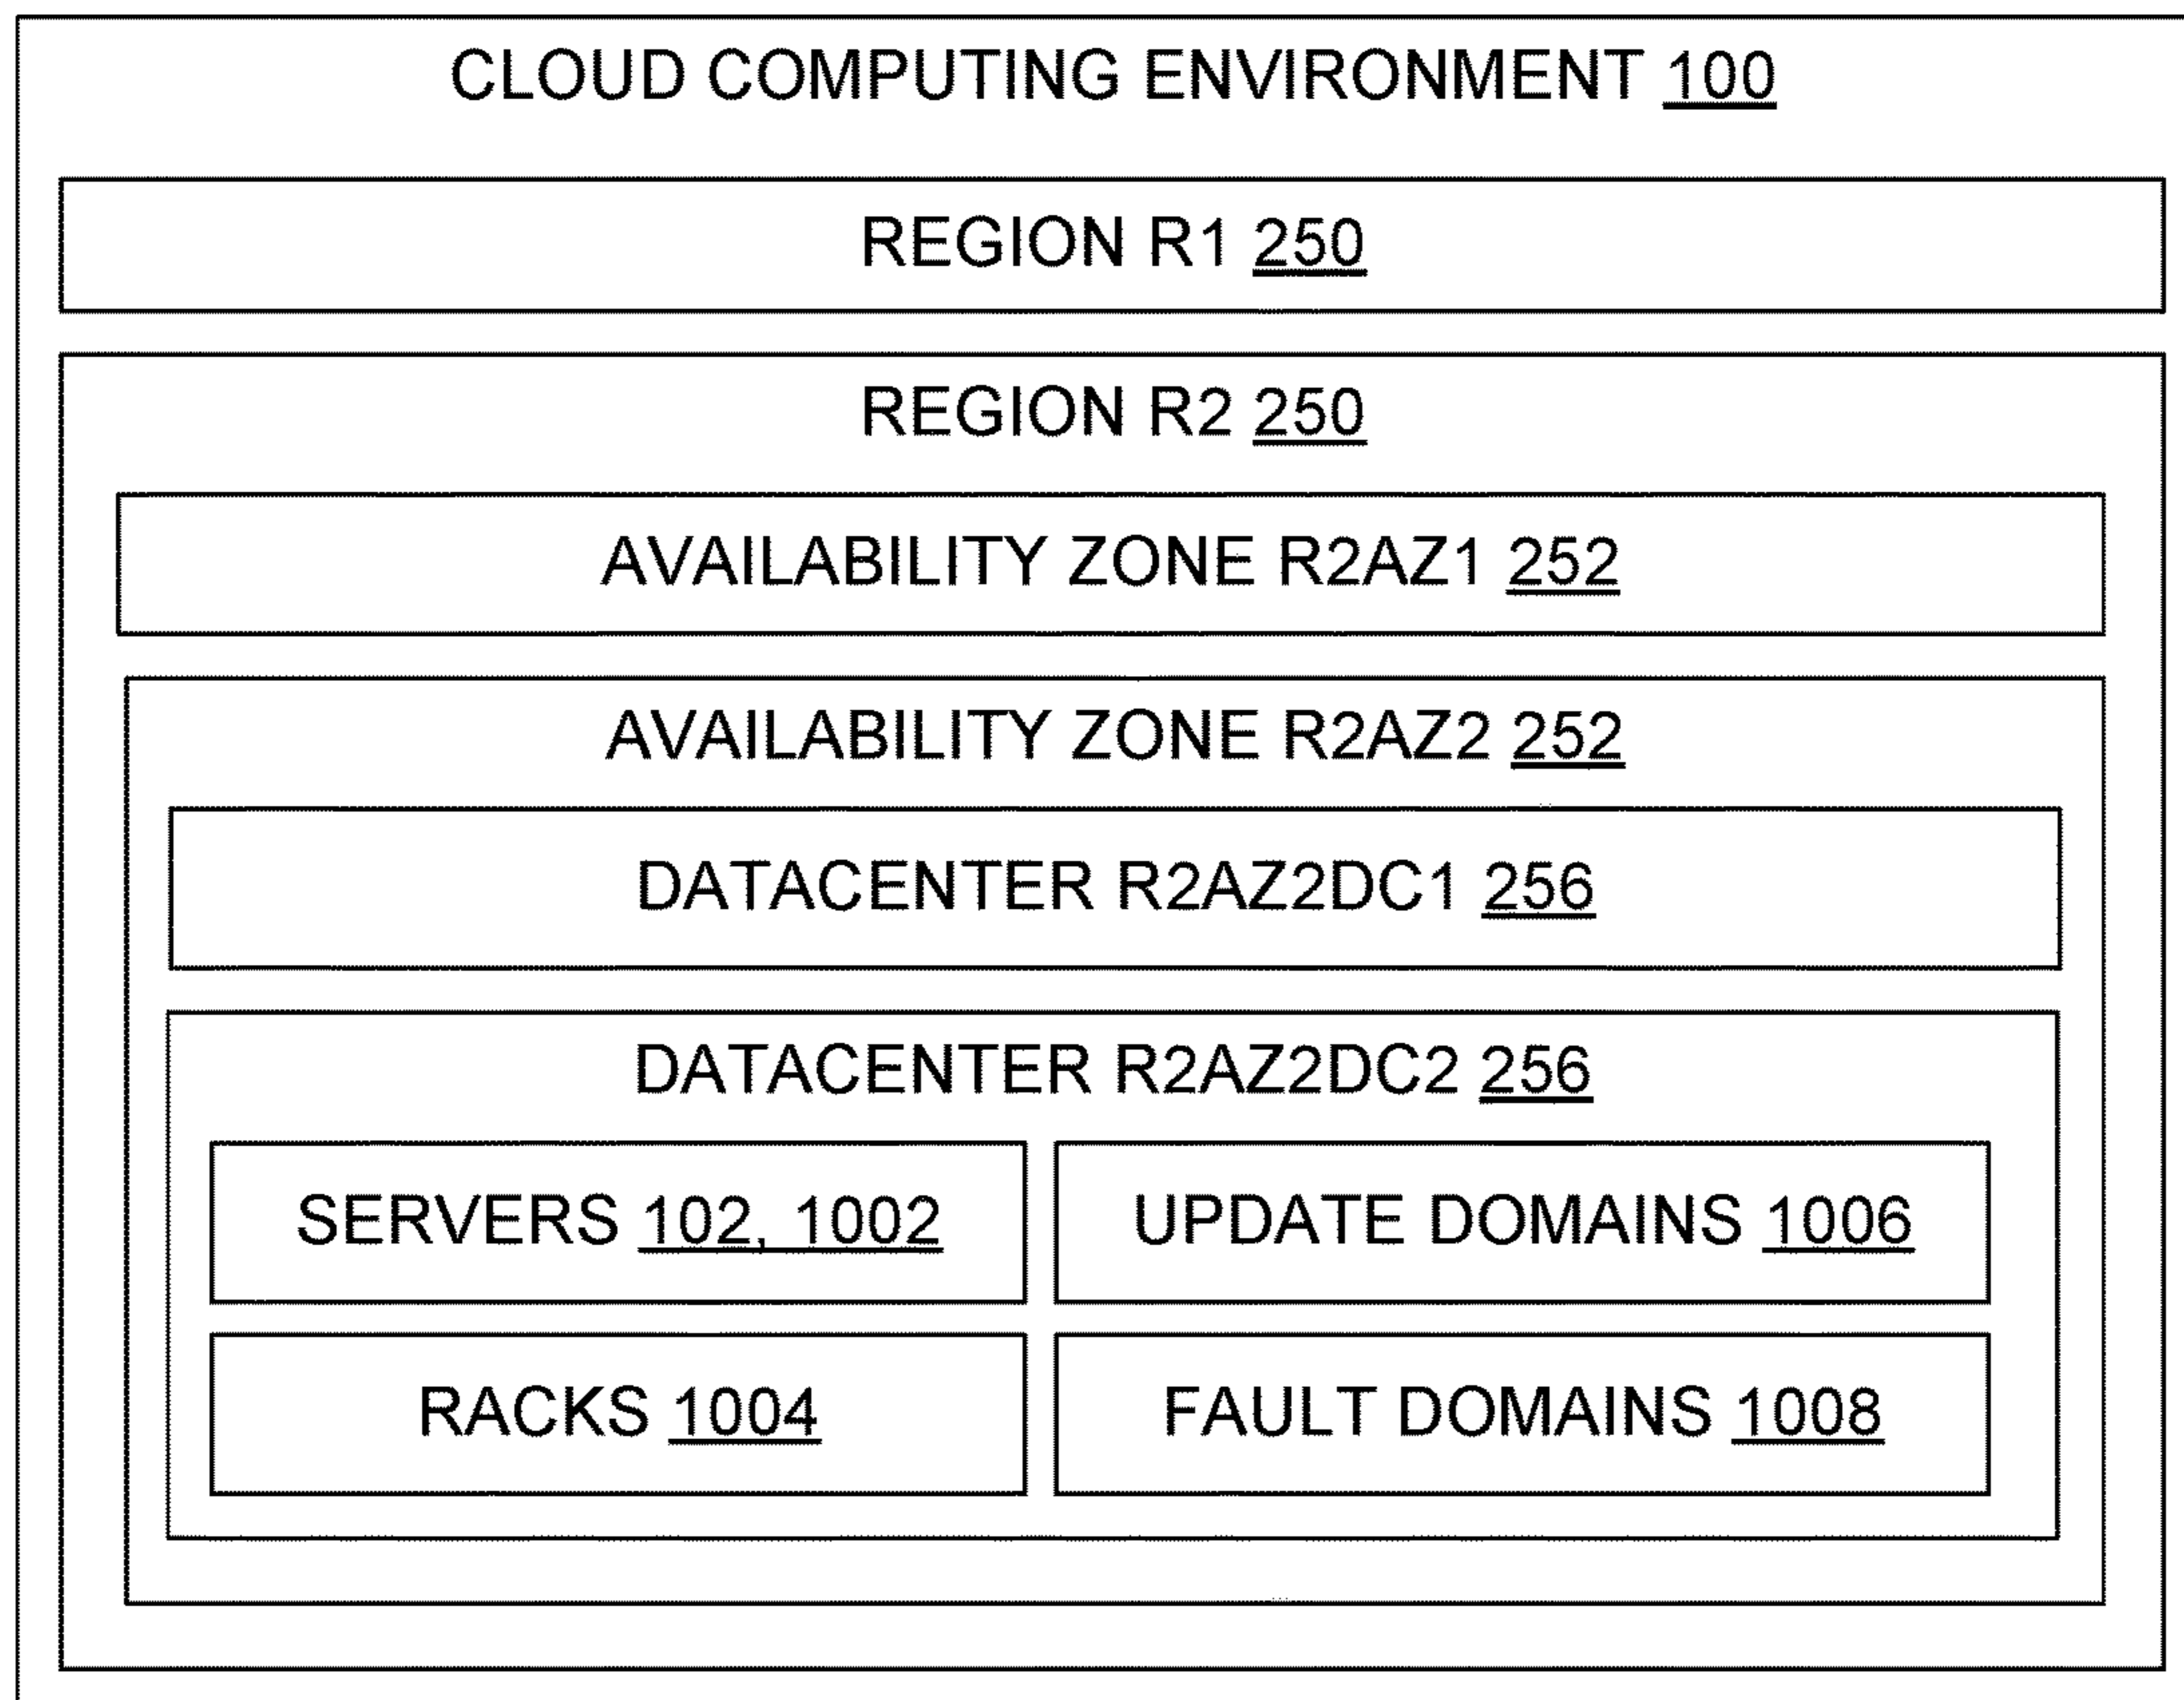 CLOUD COMPUTING ENVIRONMENT 100
REGION R1 250
REGION R2 250
AVAILABILITY ZONE R2AZ1 252
AVAILABILITY ZONE R2AZ2 252
DATACENTER R2AZ2DC1 256
DATACENTER R2AZ2DC2 256
SERVERS 102, 1002
UPDATE DOMAINS 1006
RACKS 1004
FAULT DOMAINS 1008